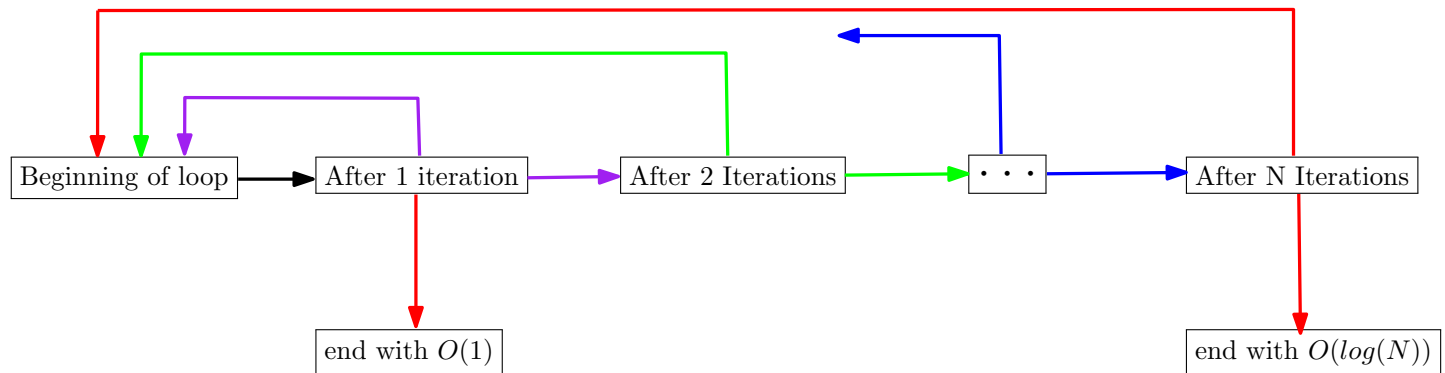 Beginning of loop
After 1 iteration
After 2 Iterations
· · ·
After N Iterations
end with O(1)
end with O(log(N))